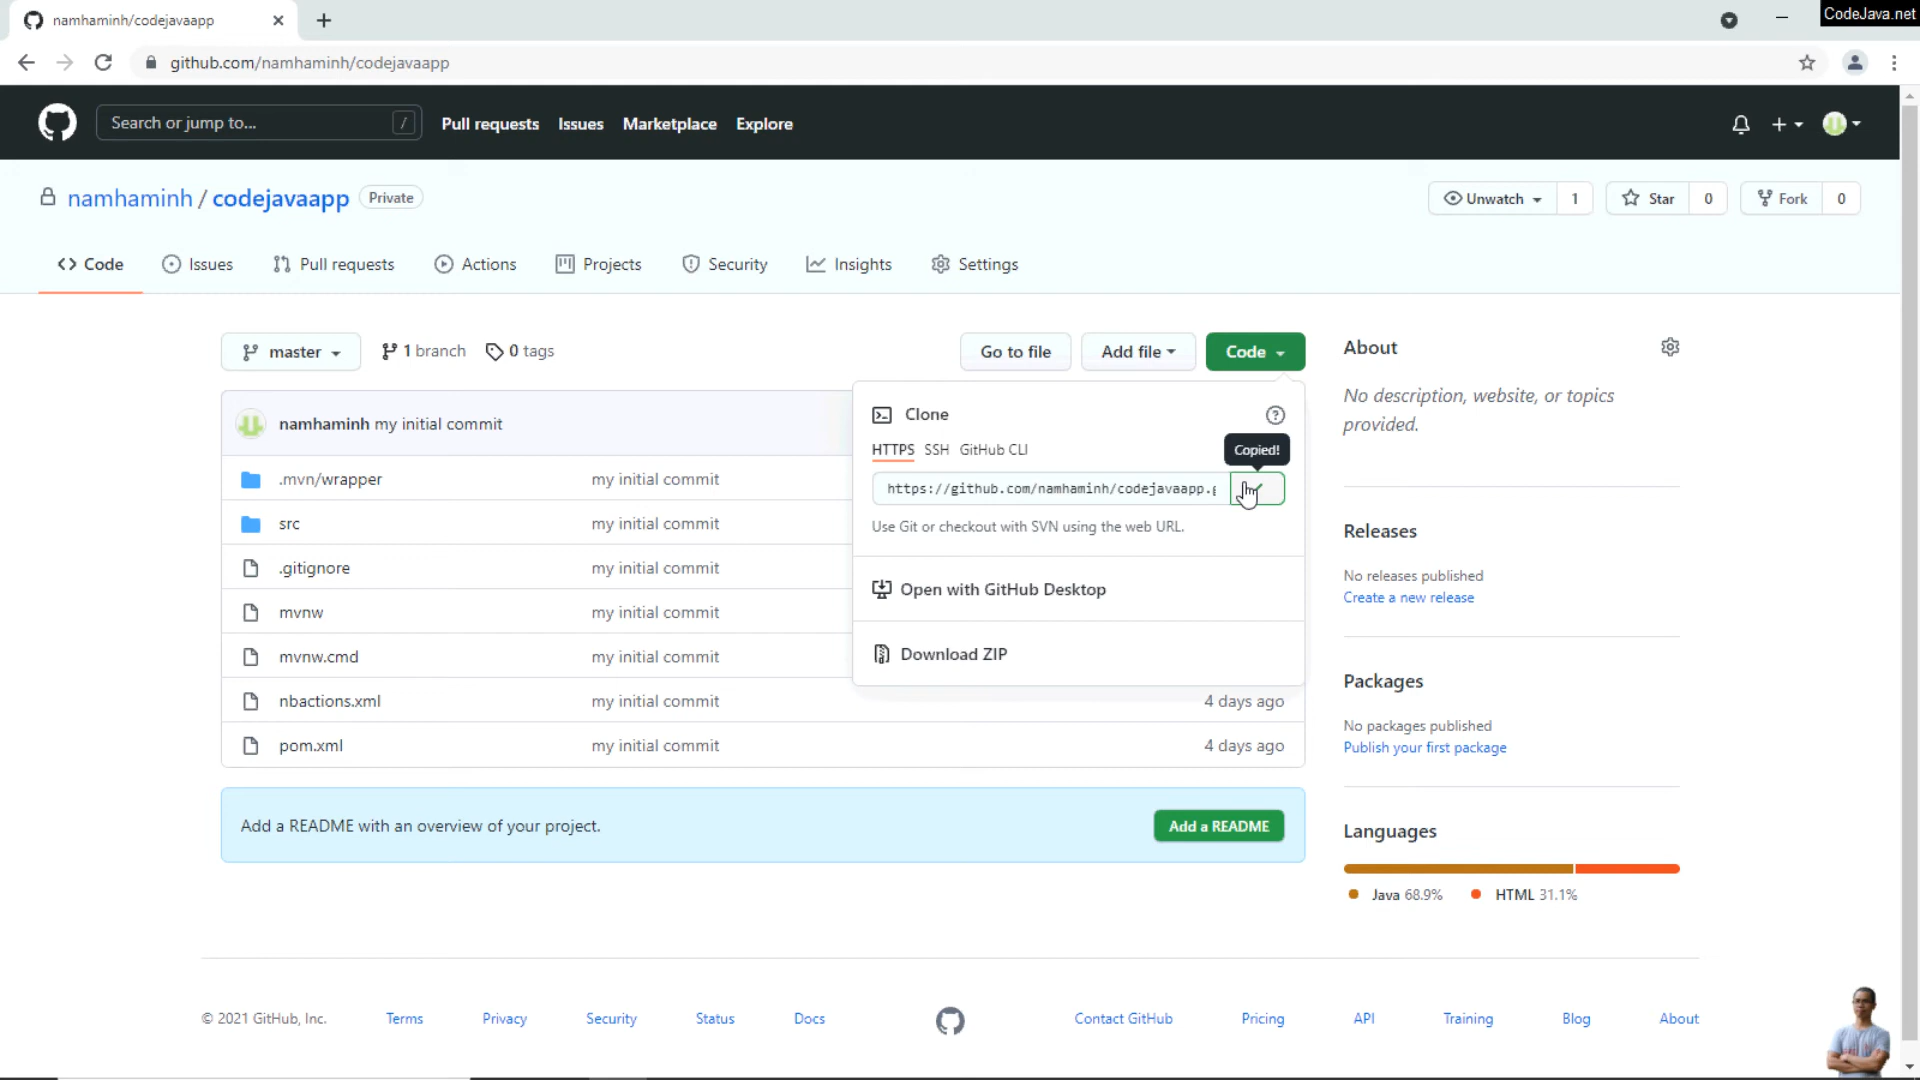 namhaminh/codejavaapp
CodeJava.net
github.com/namhaminh/codejavaapp
Search or jump to... /
Pull requests Issues Marketplace Explore
namhaminh / codejavaapp Private
Unwatch 1 Star 0 Fork 0
Code Issues Pull requests Actions Projects Security Insights Settings
master 1 branch 0 tags Go to file Add file Code
namhaminh my initial commit
.mvn/wrapper my initial commit
src my initial commit
.gitignore my initial commit
mvnw my initial commit
mvnw.cmd my initial commit
nbactions.xml my initial commit 4 days ago
pom.xml my initial commit 4 days ago
Clone
HTTPS SSH GitHub CLI
Copied!
https://github.com/namhaminh/codejavaapp.g
Use Git or checkout with SVN using the web URL.
Open with GitHub Desktop
Download ZIP
Add a README with an overview of your project. Add a README
About
No description, website, or topics
provided.
Releases
No releases published
Create a new release
Packages
No packages published
Publish your first package
Languages
Java 68.9% HTML 31.1%
© 2021 GitHub, Inc. Terms Privacy Security Status Docs Contact GitHub Pricing API Training Blog About